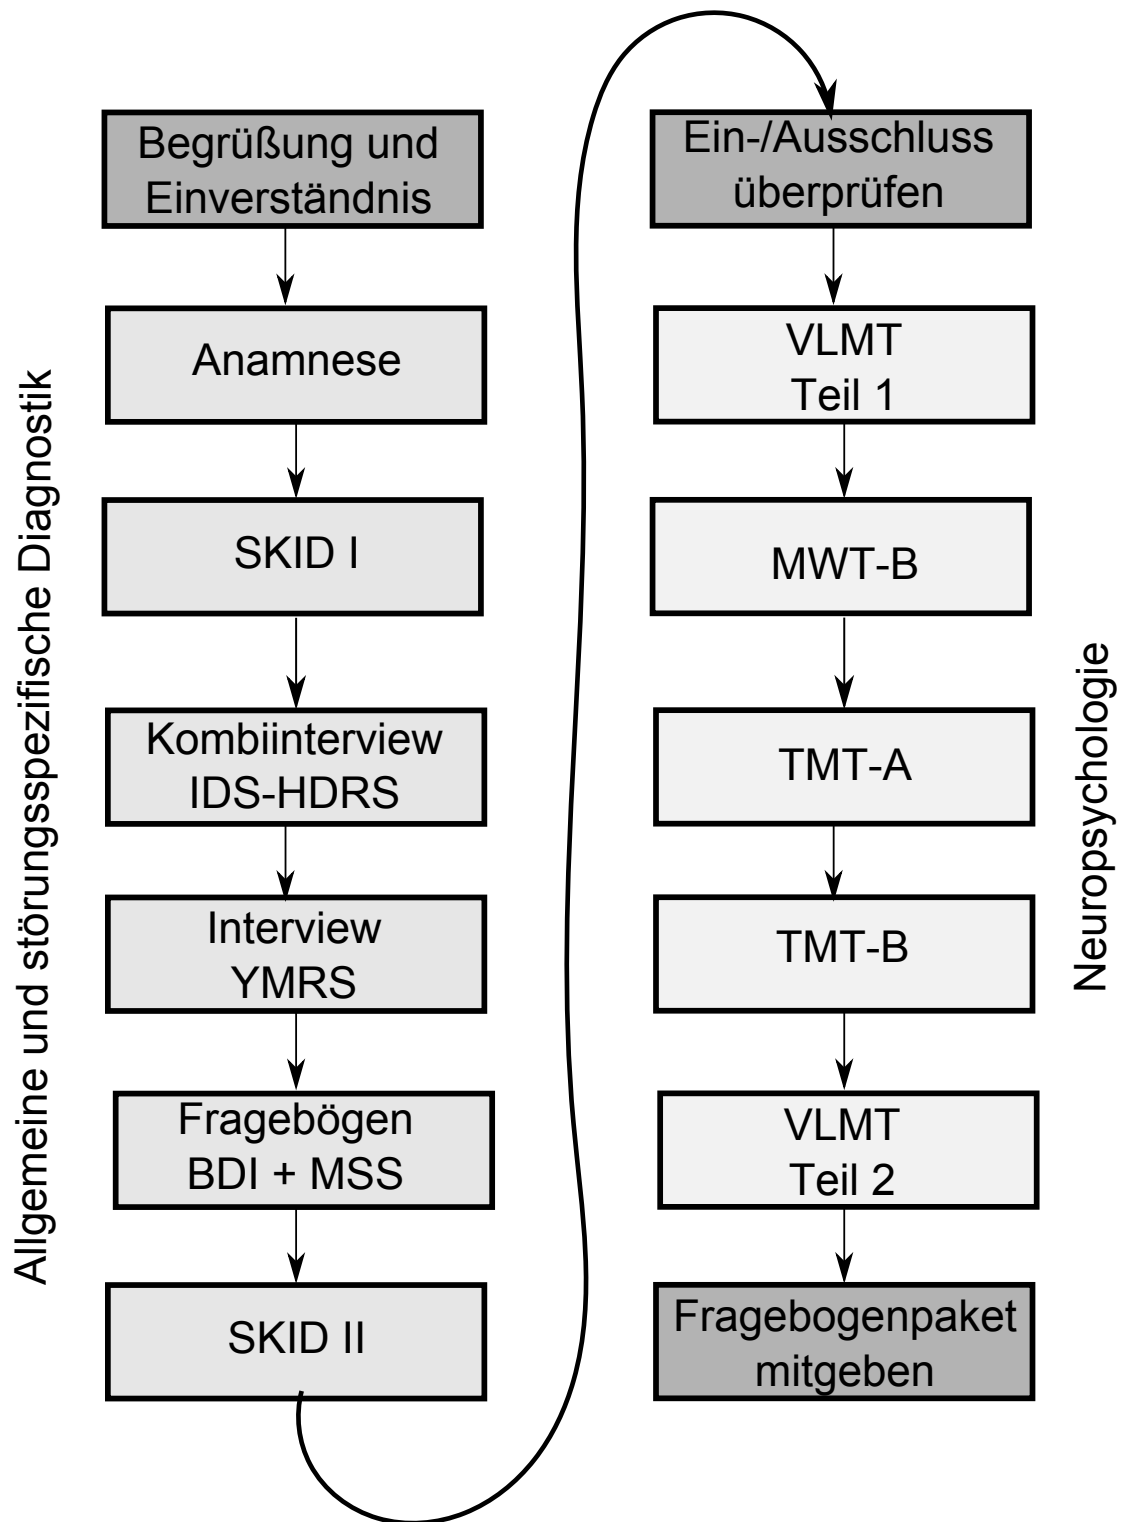 Allgemeine und störungsspezifische Diagnostik
Begrüßung und
Einverständnis
Anamnese
SKID I
Kombiinterview
IDS-HDRS
Interview
YMRS
Fragebögen
BDI + MSS
SKID II
Ein-/Ausschluss
überprüfen
VLMT
Teil 1
MWT-B
TMT-A
TMT-B
VLMT
Teil 2
Fragebogenpaket
mitgeben
Neuropsychologie